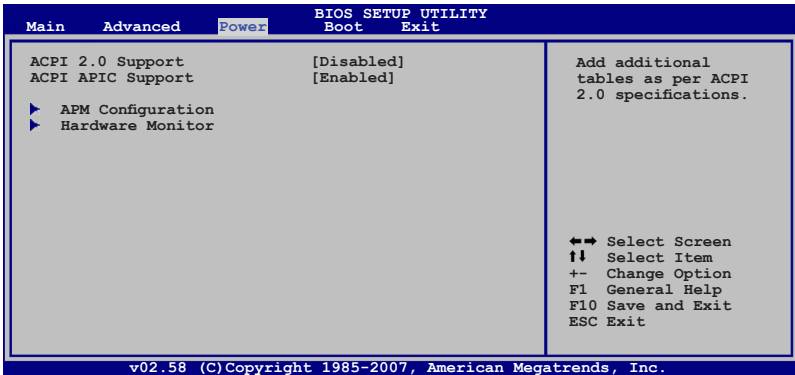 BIOS SETUP UTILITY
Main Advanced Power Boot Exit
ACPI 2.0 Support [Disabled]
ACPI APIC Support [Enabled]
APM Configuration
Hardware Monitor
Add additional
tables as per ACPI
2.0 specifications.
Select Screen
Select Item
+- Change Option
F1 General Help
F10 Save and Exit
ESC Exit
v02.58 (C)Copyright 1985-2007, American Megatrends, Inc.